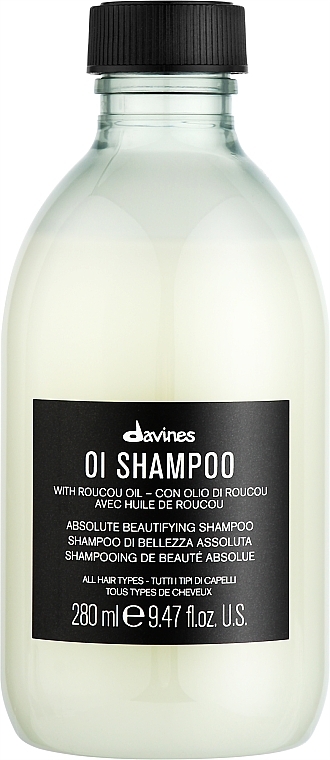 davines
OI SHAMPOO
WITH ROUCOU OIL – CON OLIO DI ROUCOU
AVEC HUILE DE ROUCOU
ABSOLUTE BEAUTIFYING SHAMPOO
SHAMPOO DI BELLEZZA ASSOLUTA
SHAMPOOING DE BEAUTÉ ABSOLUE
ALL HAIR TYPES - TUTTI I TIPI DI CAPELLI
TOUS TYPES DE CHEVEUX
280 ml ℮ 9.47 fl.oz. U.S.